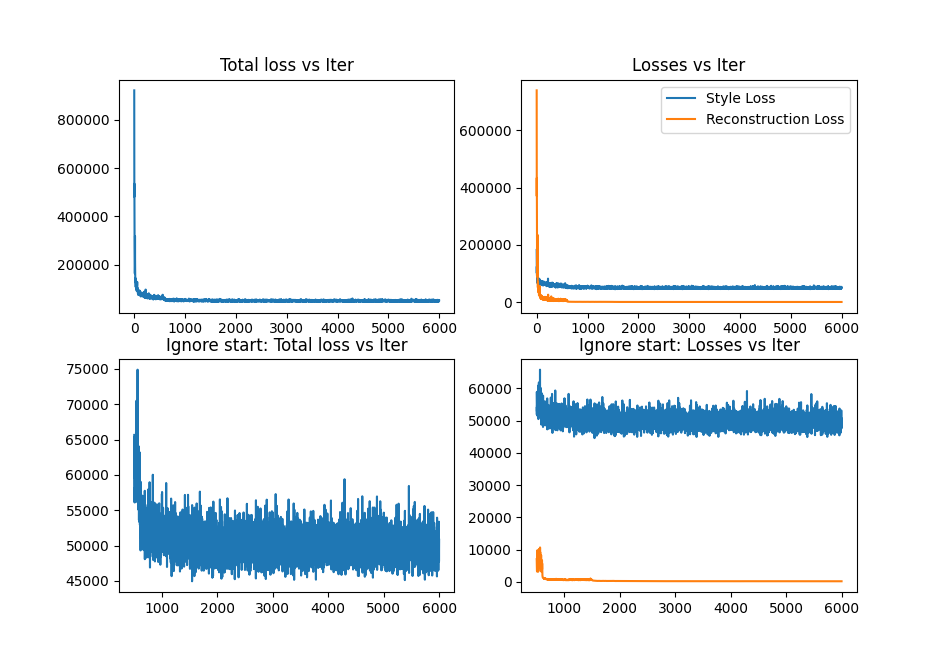 Total loss vs Iter
800000
600000
400000
200000
0 1000 2000 3000 4000 5000 6000
Losses vs Iter
Style Loss
Reconstruction Loss
600000
400000
200000
0
0 1000 2000 3000 4000 5000 6000
Ignore start: Total loss vs Iter
75000
70000
65000
60000
55000
50000
45000
1000 2000 3000 4000 5000 6000
Ignore start: Losses vs Iter
60000
50000
40000
30000
20000
10000
0
1000 2000 3000 4000 5000 6000